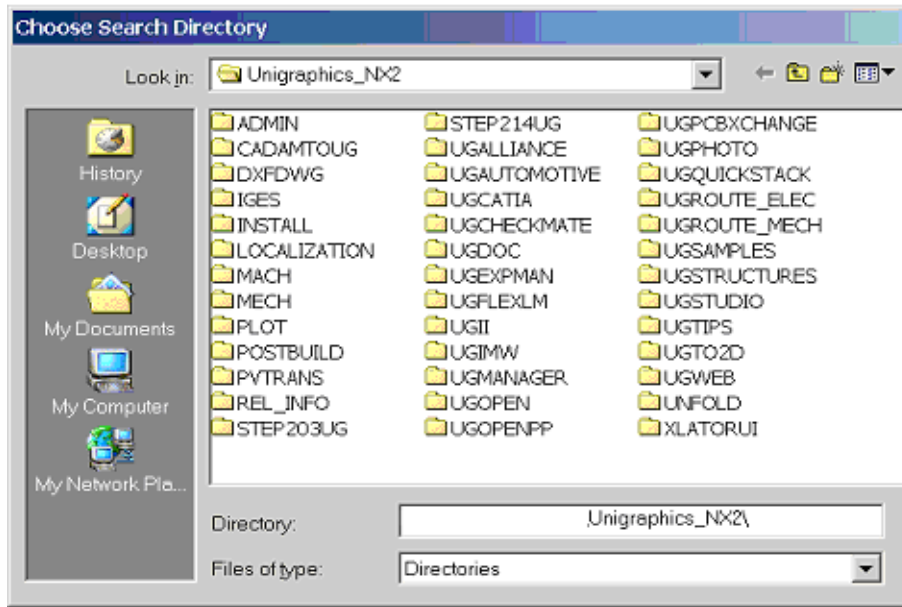 Choose Search Directory
Look in: Unigraphics_NX2
History
Desktop
My Documents
My Computer
My Network Pla...
ADMIN STEP214UG UGPCBXCHANGE
CADAMTOUG UGALLIANCE UGPHOTO
DXFDWG UGAUTOMOTIVE UGQUICKSTACK
IGES UGCATIA UGROUTE_ELEC
INSTALL UGCHECKMATE UGROUTE_MECH
LOCALIZATION UGDOC UGSAMPLES
MACH UGEXPMAN UGSTRUCTURES
MECH UGFLEXLM UGSTUDIO
PLOT UGII UGTIPS
POSTBUILD UGIMW UGTO2D
PVTRANS UGMANAGER UGWEB
REL_INFO UGOPEN UNFOLD
STEP203UG UGOPENPP XLATORUI
Directory: Unigraphics_NX2\
Files of type: Directories